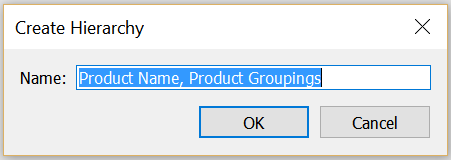 Create Hierarchy
Name: Product Name, Product Groupings
OK Cancel